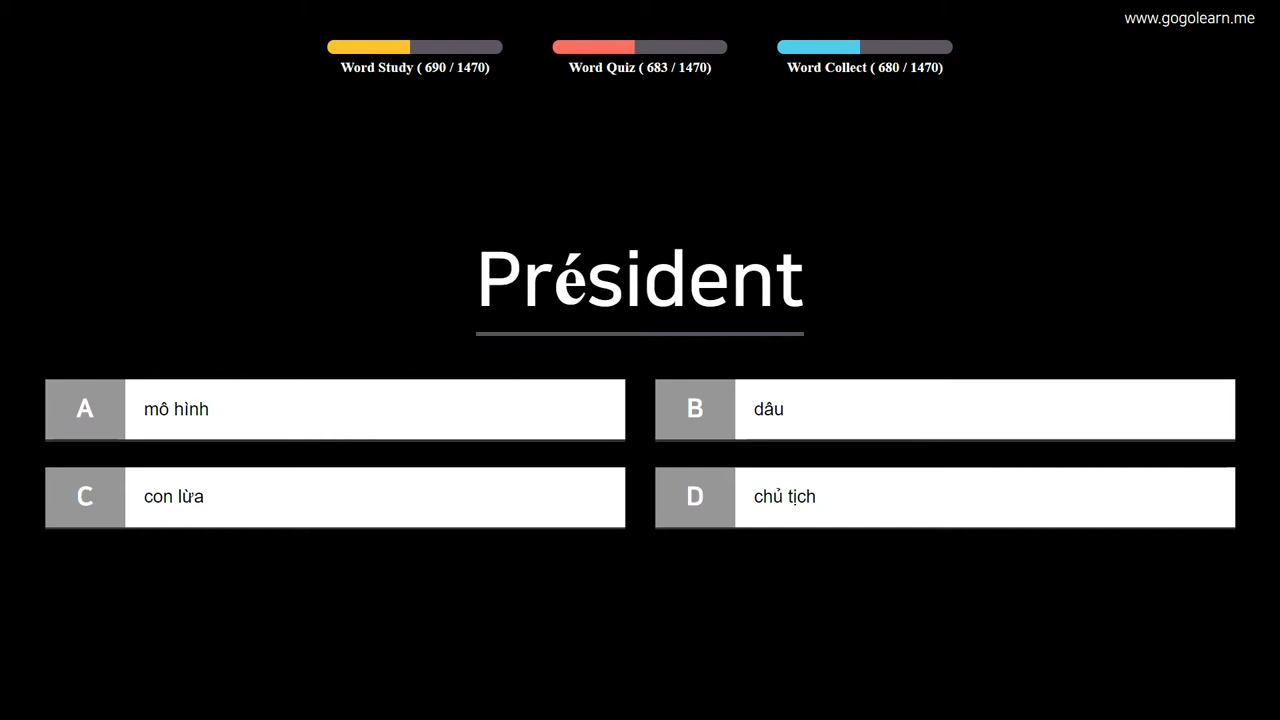 www.gogolearn.me
Word Study ( 690 / 1470)
Word Quiz ( 683 / 1470)
Word Collect ( 680 / 1470)
Président
A mô hình
B dâu
C con lừa
D chủ tịch